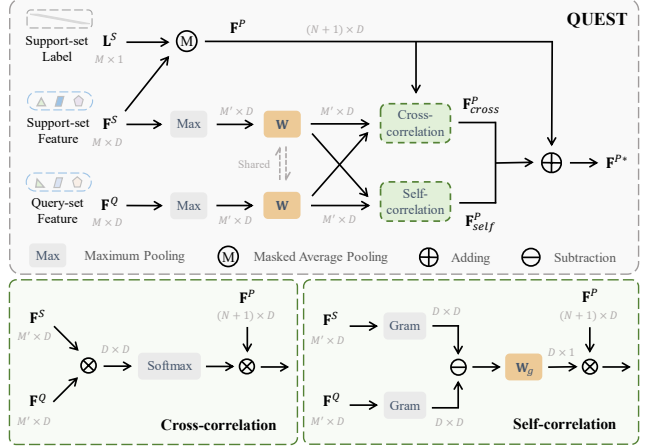 QUEST
Support-set
Label
L^S
M × 1
M
F^P
(N + 1) × D
Support-set
Feature
F^S
M × D
Max
M′ × D
W
M′ × D
Cross-
correlation
F^P_cross
Shared
F^P*
Query-set
Feature
F^Q
M × D
Max
M′ × D
W
M′ × D
Self-
correlation
F^P_self
Max Maximum Pooling M Masked Average Pooling Adding Subtraction
F^S
M′ × D
F^Q
M′ × D
D × D
Softmax
F^P
(N + 1) × D
Cross-correlation
F^S
M′ × D
Gram
D × D
F^Q
M′ × D
Gram
D × D
W_g
D × 1
F^P
(N + 1) × D
Self-correlation